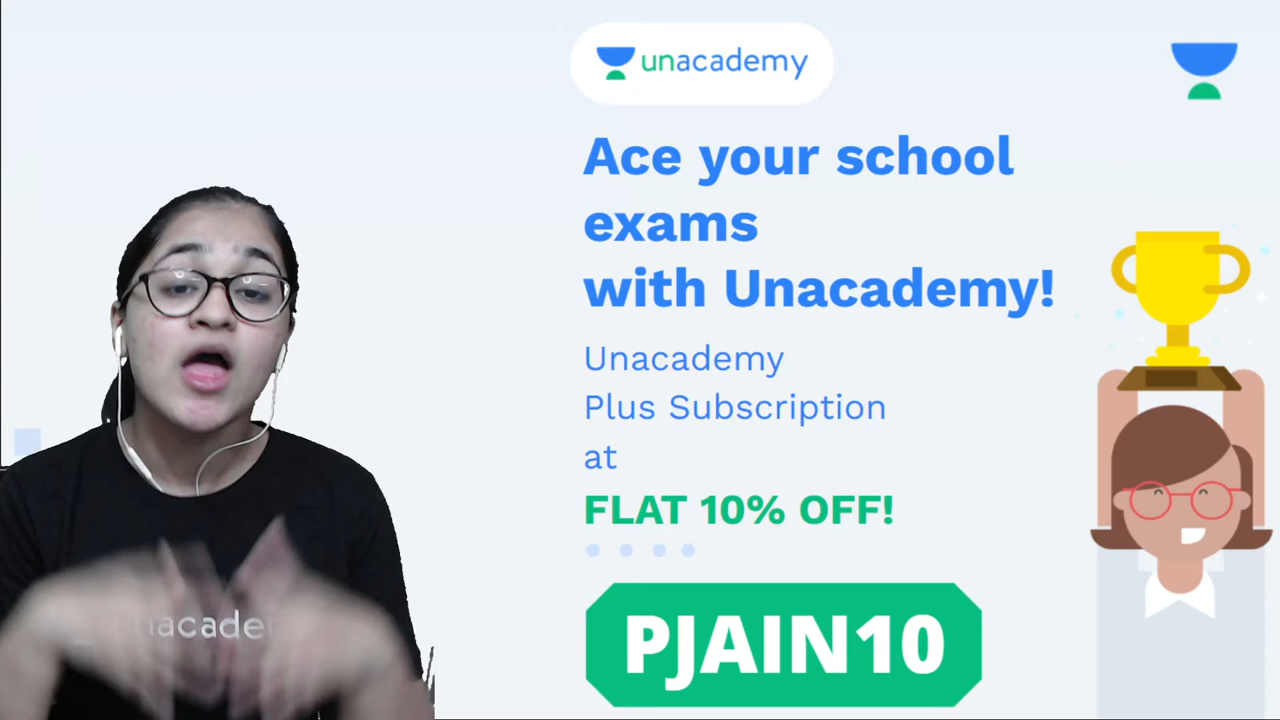 unacademy
Ace your school
exams
with Unacademy!
Unacademy
Plus Subscription
at
FLAT 10% OFF!
PJAIN10